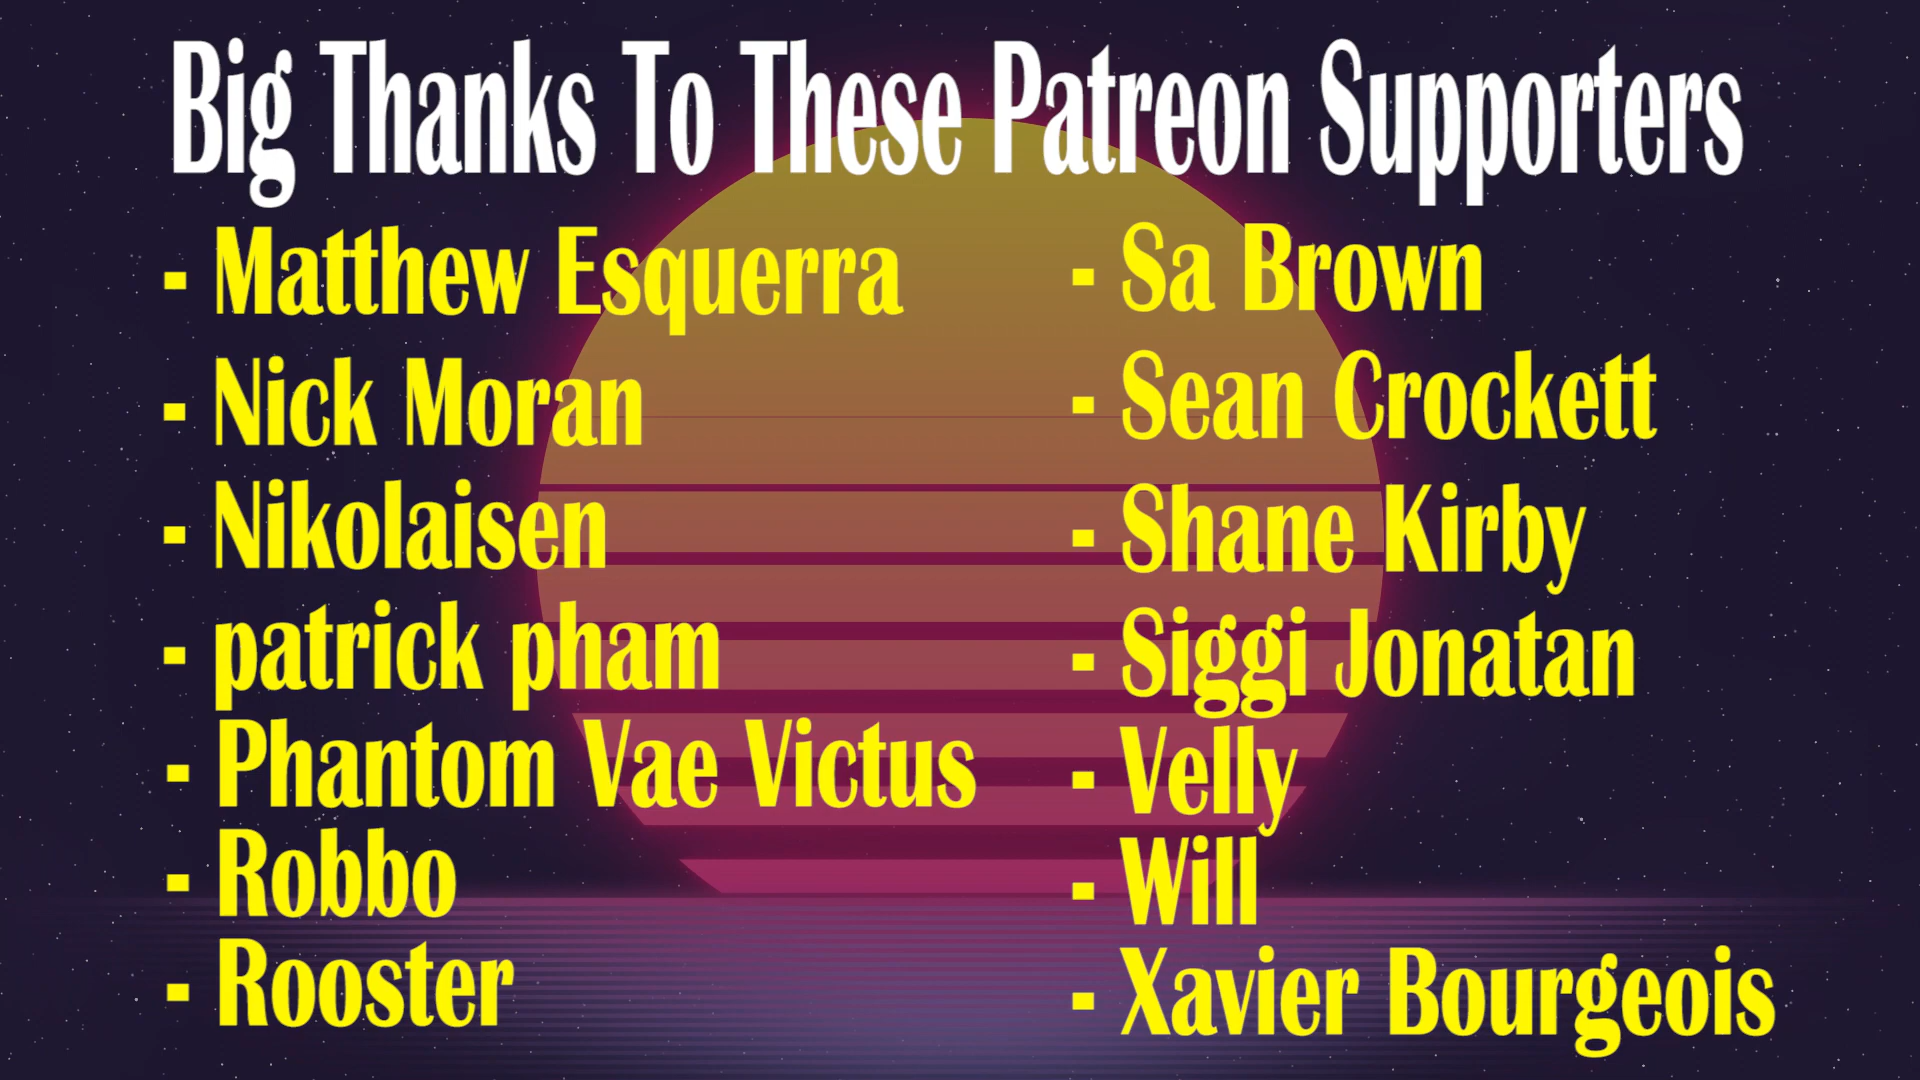 Big Thanks To These Patreon Supporters
- Matthew Esquerra
- Nick Moran
- Nikolaisen
- patrick pham
- Phantom Vae Victus
- Robbo
- Rooster
- Sa Brown
- Sean Crockett
- Shane Kirby
- Siggi Jonatan
- Velly
- Will
- Xavier Bourgeois